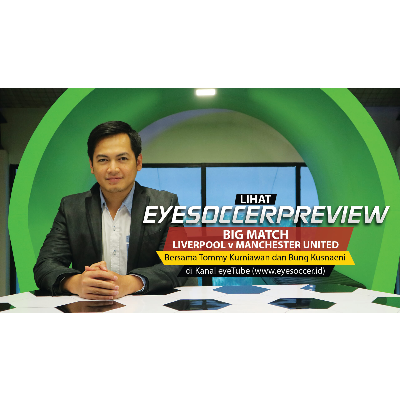 LIHAT
EYESOCCERPREVIEW
BIG MATCH
LIVERPOOL v MANCHESTER UNITED
Bersama Tommy Kurniawan dan Bung Kusnaeni
di Kanal eyeTube (www.eyesoccer.id)